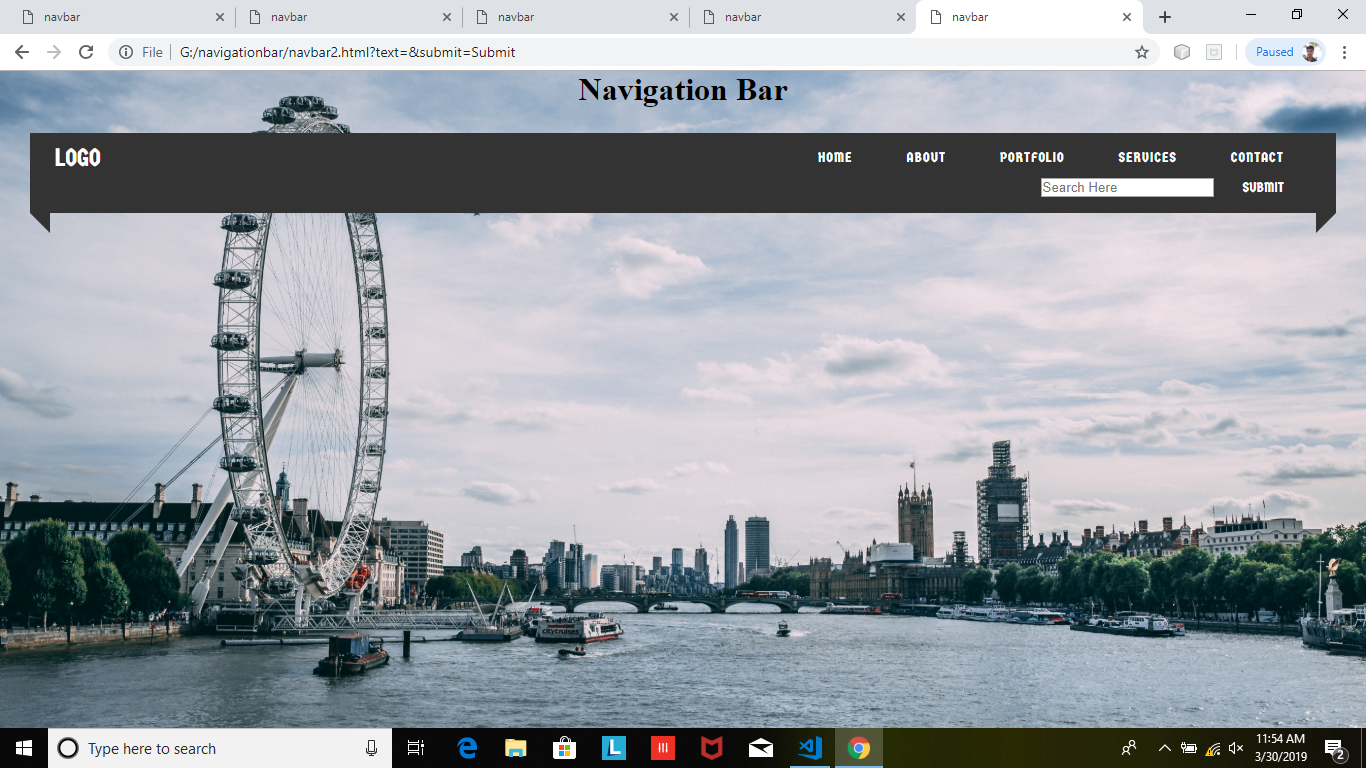 navbar navbar navbar navbar navbar
File G:/navigationbar/navbar2.html?text=&submit=Submit Paused
Navigation Bar
LOGO HOME ABOUT PORTFOLIO SERVICES CONTACT
Search Here SUBMIT
citycruises
Type here to search
11:54 AM
3/30/2019
2